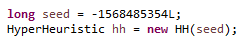 long seed = -1568485354L;
HyperHeuristic hh = new HH(seed);